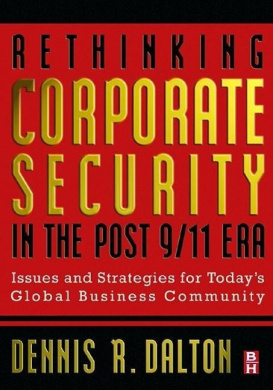 RETHINKING
CORPORATE
SECURITY
IN THE POST 9/11 ERA
Issues and Strategies for Today's
Global Business Community
DENNIS R. DALTON
B
H